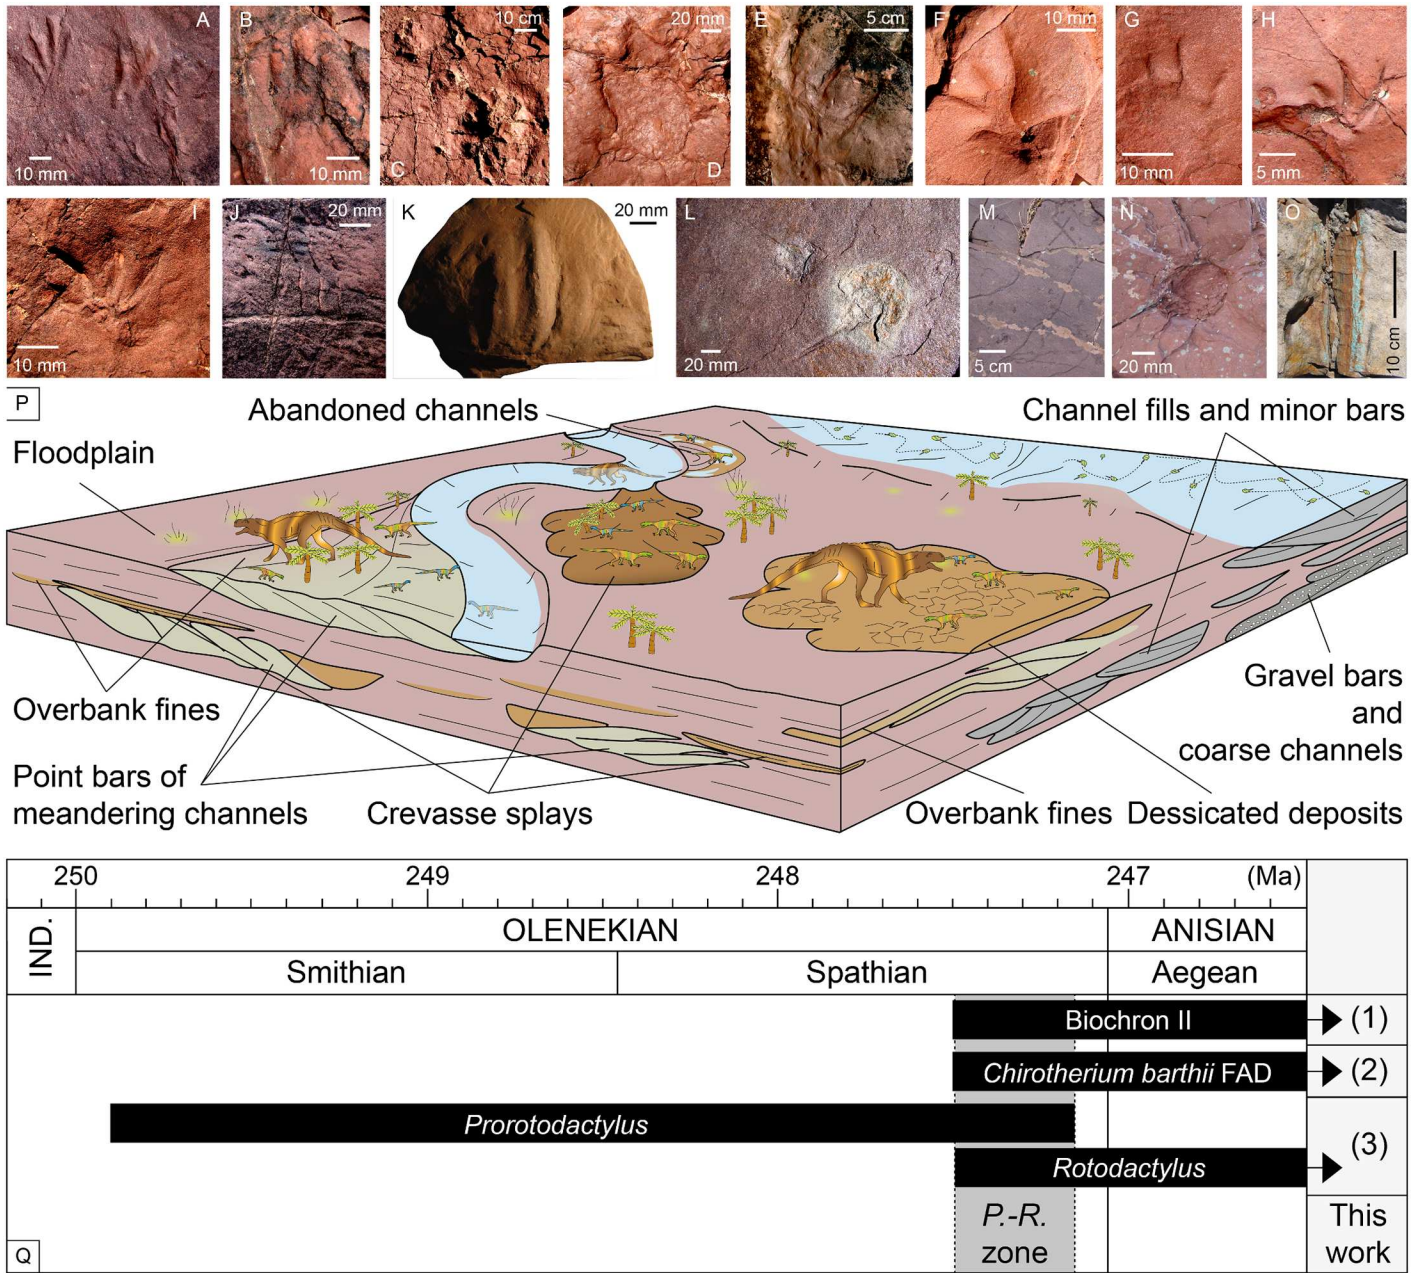 A
10 mm
B
10 mm
10 cm
C
20 mm
D
E
5 cm
F
10 mm
G
10 mm
H
5 mm
I
10 mm
J
20 mm
K
20 mm
L
20 mm
M
5 cm
N
20 mm
O
10 cm
P
Abandoned channels
Channel fills and minor bars
Floodplain
Overbank fines
Gravel bars
and
coarse channels
Point bars of
meandering channels
Crevasse splays
Overbank fines
Dessicated deposits
250
249
248
247
(Ma)
IND.
OLENEKIAN
ANISIAN
Smithian
Spathian
Aegean
Biochron II
(1)
Chirotherium barthii FAD
(2)
Prorotodactylus
(3)
Rotodactylus
P.-R.
zone
This
work
Q